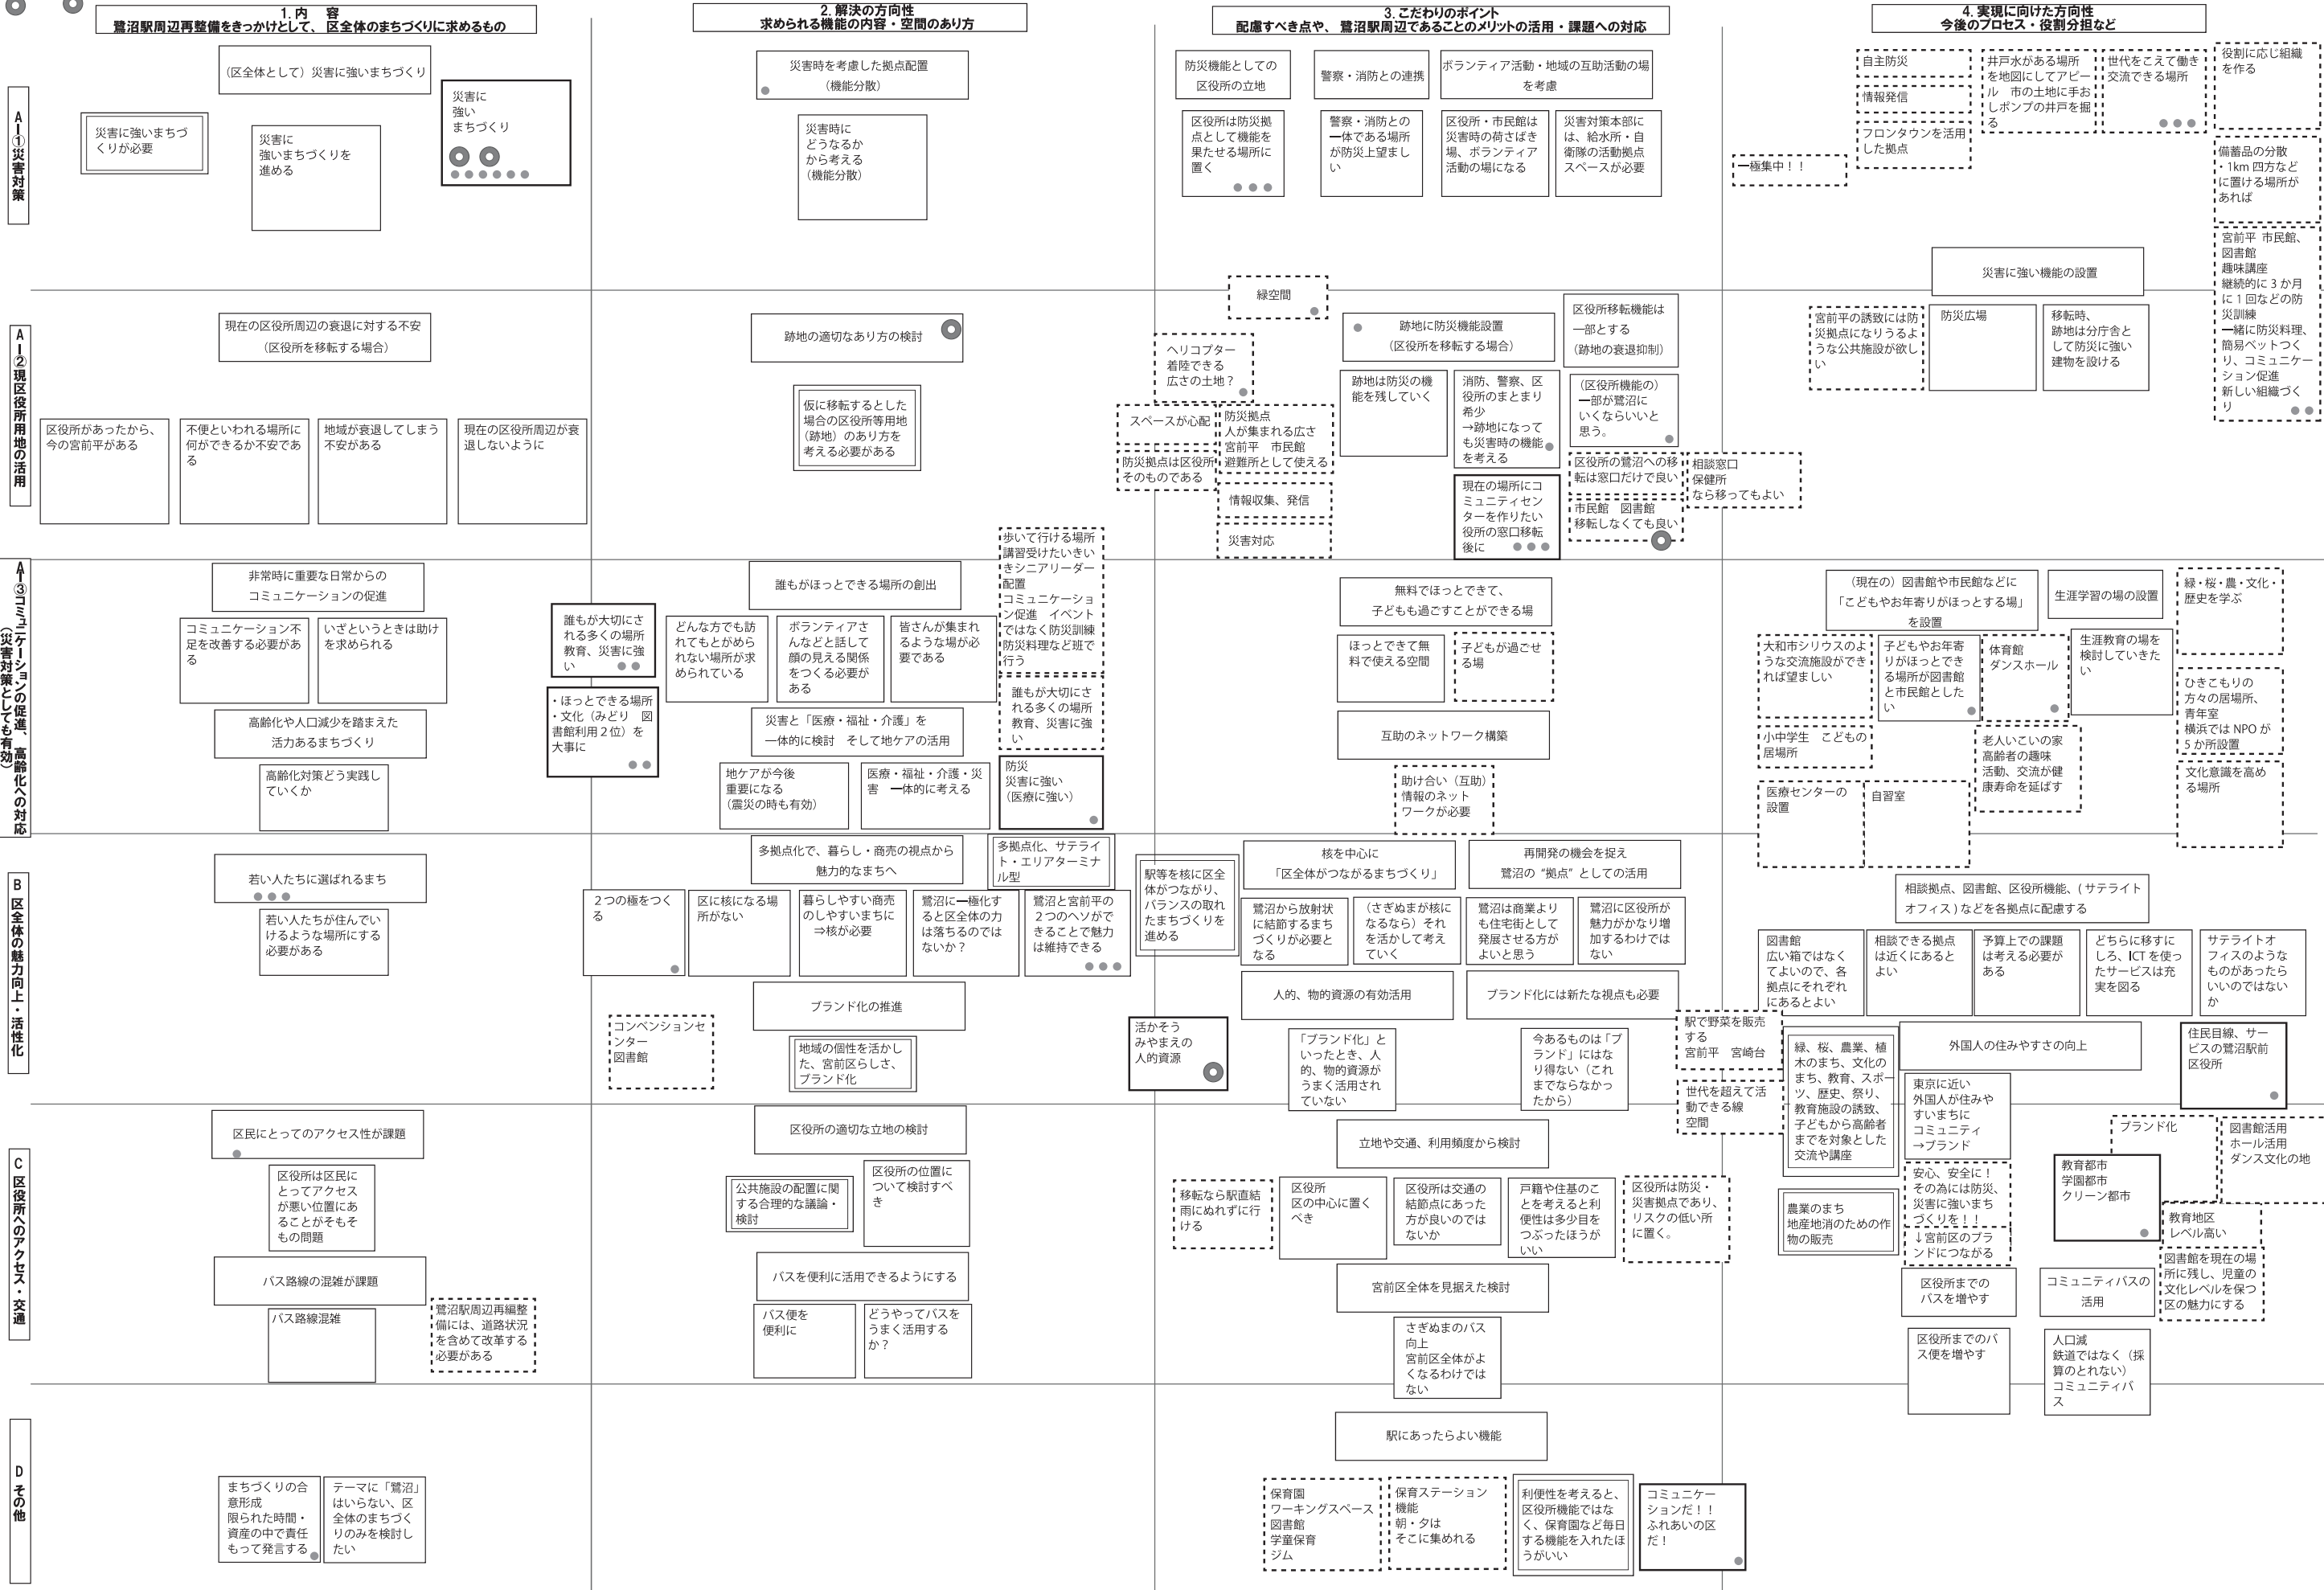 1. 内　容
鷺沼駅周辺再整備をきっかけとして、区全体のまちづくりに求めるもの
2. 解決の方向性
求められる機能の内容・空間のあり方
3. こだわりのポイント
配慮すべき点や、鷺沼駅周辺であることのメリットの活用・課題への対応
4. 実現に向けた方向性
今後のプロセス・役割分担など
A－①災害対策
（区全体として）災害に強いまちづくり
災害に強いまちづ
くりが必要
災害に
強いまちづくりを
進める
災害に
強い
まちづくり
災害時を考慮した拠点配置
（機能分散）
災害時に
どうなるか
から考える
（機能分散）
防災機能としての
区役所の立地
警察・消防との連携
ボランティア活動・地域の互助活動の場
を考慮
区役所は防災拠
点として機能を
果たせる場所に
置く
警察・消防との
一体である場所
が防災上望まし
い
区役所・市民館は
災害時の荷さばき
場、ボランティア
活動の場になる
災害対策本部に
は、給水所・自
衛隊の活動拠点
スペースが必要
一極集中！！
自主防災
情報発信
フロンタウンを活用
した拠点
井戸水がある場所
を地図にしてアピー
ル　市の土地に手お
しポンプの井戸を掘
る
世代をこえて働き
交流できる場所
役割に応じ組織
を作る
備蓄品の分散
・1km 四方など
に置ける場所が
あれば
宮前平 市民館、
図書館
趣味講座
継続的に 3 か月
に 1 回などの防
災訓練
一緒に防災料理、
簡易ベットつく
り、コミュニケー
ション促進
新しい組織づく
り
災害に強い機能の設置
A－②現区役所用地の活用
現在の区役所周辺の衰退に対する不安
（区役所を移転する場合）
区役所があったから、
今の宮前平がある
不便といわれる場所に
何ができるか不安であ
る
地域が衰退してしまう
不安がある
現在の区役所周辺が衰
退しないように
跡地の適切なあり方の検討
仮に移転するとした
場合の区役所等用地
（跡地）のあり方を
考える必要がある
緑空間
ヘリコプター
着陸できる
広さの土地？
スペースが心配
防災拠点は区役所
そのものである
防災拠点
人が集まれる広さ
宮前平　市民館
避難所として使える
情報収集、発信
災害対応
跡地に防災機能設置
（区役所を移転する場合）
跡地は防災の機
能を残していく
消防、警察、区
役所のまとまり
希少
→跡地になって
も災害時の機能
を考える
現在の場所にコ
ミュニティセン
ターを作りたい
役所の窓口移転
後に
区役所移転機能は
一部とする
（跡地の衰退抑制）
（区役所機能の）
一部が鷺沼に
いくならいいと
思う。
区役所の鷺沼への移
転は窓口だけで良い
市民館　図書館
移転しなくても良い
相談窓口
保健所
なら移ってもよい
宮前平の誘致には防
災拠点になりうるよ
うな公共施設が欲し
い
防災広場
移転時、
跡地は分庁舎と
して防災に強い
建物を設ける
A－③コミュニケーションの促進、高齢化への対応
（災害対策としても有効）
非常時に重要な日常からの
コミュニケーションの促進
コミュニケーション不
足を改善する必要があ
る
いざというときは助け
を求められる
高齢化や人口減少を踏まえた
活力あるまちづくり
高齢化対策どう実践し
ていくか
誰もが大切にさ
れる多くの場所
教育、災害に強
い
・ほっとできる場所
・文化（みどり　図
書館利用２位）を
大事に
誰もがほっとできる場所の創出
どんな方でも訪
れてもとがめら
れない場所が求
められている
ボランティアさ
んなどと話して
顔の見える関係
をつくる必要が
ある
皆さんが集まれ
るような場が必
要である
災害と「医療・福祉・介護」を
一体的に検討　そして地ケアの活用
地ケアが今後
重要になる
（震災の時も有効）
医療・福祉・介護・災
害　一体的に考える
歩いて行ける場所
講習受けたいきい
きシニアリーダー
配置
コミュニケーショ
ン促進　イベント
ではなく防災訓練
防災料理など班で
行う
誰もが大切にさ
れる多くの場所
教育、災害に強
い
防災
災害に強い
（医療に強い）
無料でほっとできて、
子どもも過ごすことができる場
ほっとできて無
料で使える空間
子どもが過ごせ
る場
互助のネットワーク構築
助け合い（互助）
情報のネット
ワークが必要
（現在の）図書館や市民館などに
「こどもやお年寄りがほっとする場」
を設置
生涯学習の場の設置
緑・桜・農・文化・
歴史を学ぶ
大和市シリウスのよ
うな交流施設ができ
れば望ましい
子どもやお年寄
りがほっとでき
る場所が図書館
と市民館とした
い
体育館
ダンスホール
生涯教育の場を
検討していきた
い
ひきこもりの
方々の居場所、
青年室
横浜では NPO が
5 か所設置
小中学生　こどもの
居場所
老人いこいの家
高齢者の趣味
活動、交流が健
康寿命を延ばす
医療センターの
設置
自習室
文化意識を高め
る場所
B 区全体の魅力向上・活性化
若い人たちに選ばれるまち
若い人たちが住んでい
けるような場所にする
必要がある
多拠点化で、暮らし・商売の視点から
魅力的なまちへ
多拠点化、サテライ
ト・エリアターミナ
ル型
２つの極をつく
る
区に核になる場
所がない
暮らしやすい商売
のしやすいまちに
⇒核が必要
鷺沼に一極化す
ると区全体の力
は落ちるのでは
ないか？
鷺沼と宮前平の
２つのヘソがで
きることで魅力
は維持できる
ブランド化の推進
コンベンションセ
ンター
図書館
地域の個性を活かし
た、宮前区らしさ、
ブランド化
駅等を核に区全
体がつながり、
バランスの取れ
たまちづくりを
進める
活かそう
みやまえの
人的資源
核を中心に
「区全体がつながるまちづくり」
再開発の機会を捉え
鷺沼の “拠点” としての活用
鷺沼から放射状
に結節するまち
づくりが必要と
なる
（さぎぬまが核に
なるなら）それ
を活かして考え
ていく
鷺沼は商業より
も住宅街として
発展させる方が
よいと思う
鷺沼に区役所が
魅力がかなり増
加するわけでは
ない
人的、物的資源の有効活用
ブランド化には新たな視点も必要
「ブランド化」と
いったとき、人
的、物的資源が
うまく活用され
ていない
今あるものは「ブ
ランド」にはな
り得ない（これ
までならなかっ
たから）
相談拠点、図書館、区役所機能、( サテライト
オフィス ) などを各拠点に配慮する
図書館
広い箱ではなく
てよいので、各
拠点にそれぞれ
にあるとよい
相談できる拠点
は近くにあると
よい
予算上での課題
は考える必要が
ある
どちらに移すに
しろ、ICT を使っ
たサービスは充
実を図る
サテライトオ
フィスのような
ものがあったら
いいのではない
か
駅で野菜を販売
する
宮前平　宮崎台
世代を超えて活
動できる線
空間
緑、桜、農業、植
木のまち、文化の
まち、教育、スポー
ツ、歴史、祭り、
教育施設の誘致、
子どもから高齢者
までを対象とした
交流や講座
農業のまち
地産地消のための作
物の販売
外国人の住みやすさの向上
東京に近い
外国人が住みや
すいまちに
コミュニティ
→ブランド
安心、安全に！
その為には防災、
災害に強いまち
づくりを！！
↓宮前区のブラ
ンドにつながる
住民目線、サー
ビスの鷺沼駅前
区役所
ブランド化
図書館活用
ホール活用
ダンス文化の地
教育都市
学園都市
クリーン都市
教育地区
レベル高い
図書館を現在の場
所に残し、児童の
文化レベルを保つ
区の魅力にする
C 区役所へのアクセス・交通
区民にとってのアクセス性が課題
区役所は区民に
とってアクセス
が悪い位置にあ
ることがそもそ
もの問題
バス路線の混雑が課題
バス路線混雑
鷺沼駅周辺再編整
備には、道路状況
を含めて改革する
必要がある
区役所の適切な立地の検討
公共施設の配置に関
する合理的な議論・
検討
区役所の位置に
ついて検討すべ
き
バスを便利に活用できるようにする
バス便を
便利に
どうやってバスを
うまく活用する
か？
立地や交通、利用頻度から検討
移転なら駅直結
雨にぬれずに行
ける
区役所
区の中心に置く
べき
区役所は交通の
結節点にあった
方が良いのでは
ないか
戸籍や住基のこ
とを考えると利
便性は多少目を
つぶったほうが
いい
区役所は防災・
災害拠点であり、
リスクの低い所
に置く。
宮前区全体を見据えた検討
さぎぬまのバス
向上
宮前区全体がよ
くなるわけでは
ない
区役所までの
バスを増やす
コミュニティバスの
活用
区役所までのバ
ス便を増やす
人口減
鉄道ではなく（採
算のとれない）
コミュニティバ
ス
D その他
まちづくりの合
意形成
限られた時間・
資産の中で責任
もって発言する
テーマに「鷺沼」
はいらない、区
全体のまちづく
りのみを検討し
たい
駅にあったらよい機能
保育園
ワーキングスペース
図書館
学童保育
ジム
保育ステーション
機能
朝・夕は
そこに集めれる
利便性を考えると、
区役所機能ではな
く、保育園など毎日
する機能を入れたほ
うがいい
コミュニケー
ションだ！！
ふれあいの区
だ！